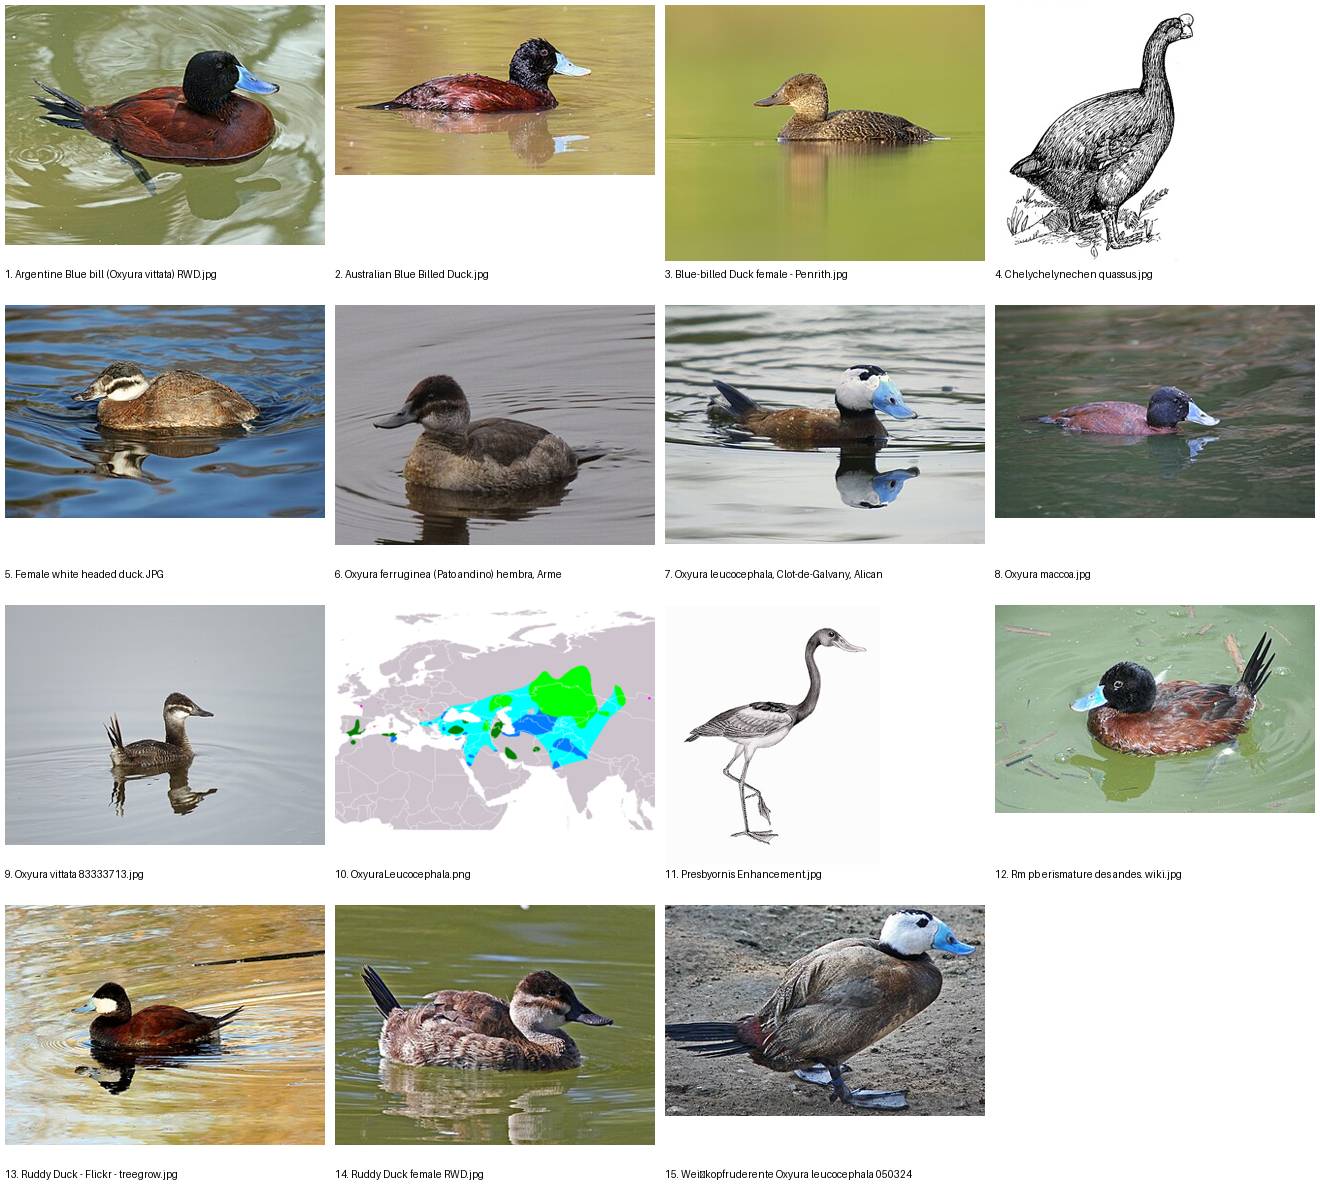 1. Argentine Blue bill (Oxyura vittata) RWD.jpg
2. Australian Blue Billed Duck.jpg
3. Blue-billed Duck female - Penrith.jpg
4. Chelychelynechen quassus.jpg
5. Female white headed duck.JPG
6. Oxyura ferruginea (Pato andino) hembra, Arme
7. Oxyura leucocephala, Clot-de-Galvany, Alican
8. Oxyura maccoa.jpg
9. Oxyura vittata 83333713.jpg
10. OxyuraLeucocephala.png
11. Presbyornis Enhancement.jpg
12. Rm pb erismature des andes. wiki.jpg
13. Ruddy Duck - Flickr - treegrow.jpg
14. Ruddy Duck female RWD.jpg
15. Wei▯kopfruderente Oxyura leucocephala 050324